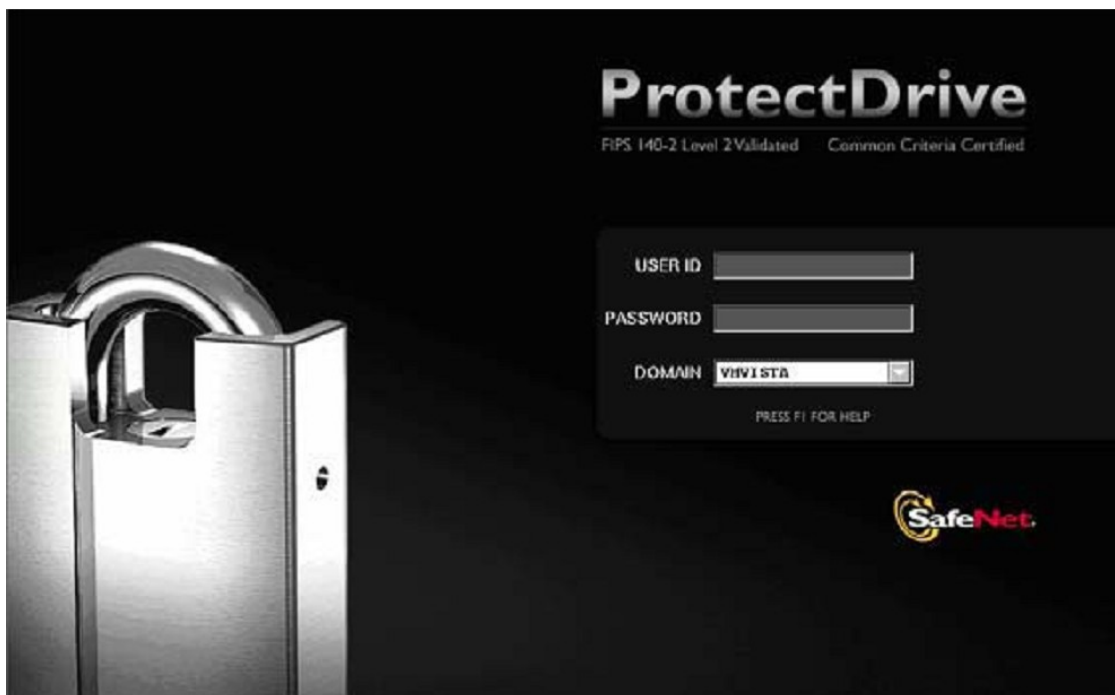 ProtectDrive
FIPS 140-2 Level 2 Validated Common Criteria Certified
USER ID
PASSWORD
DOMAIN VMVISTA
PRESS F1 FOR HELP
SafeNet.